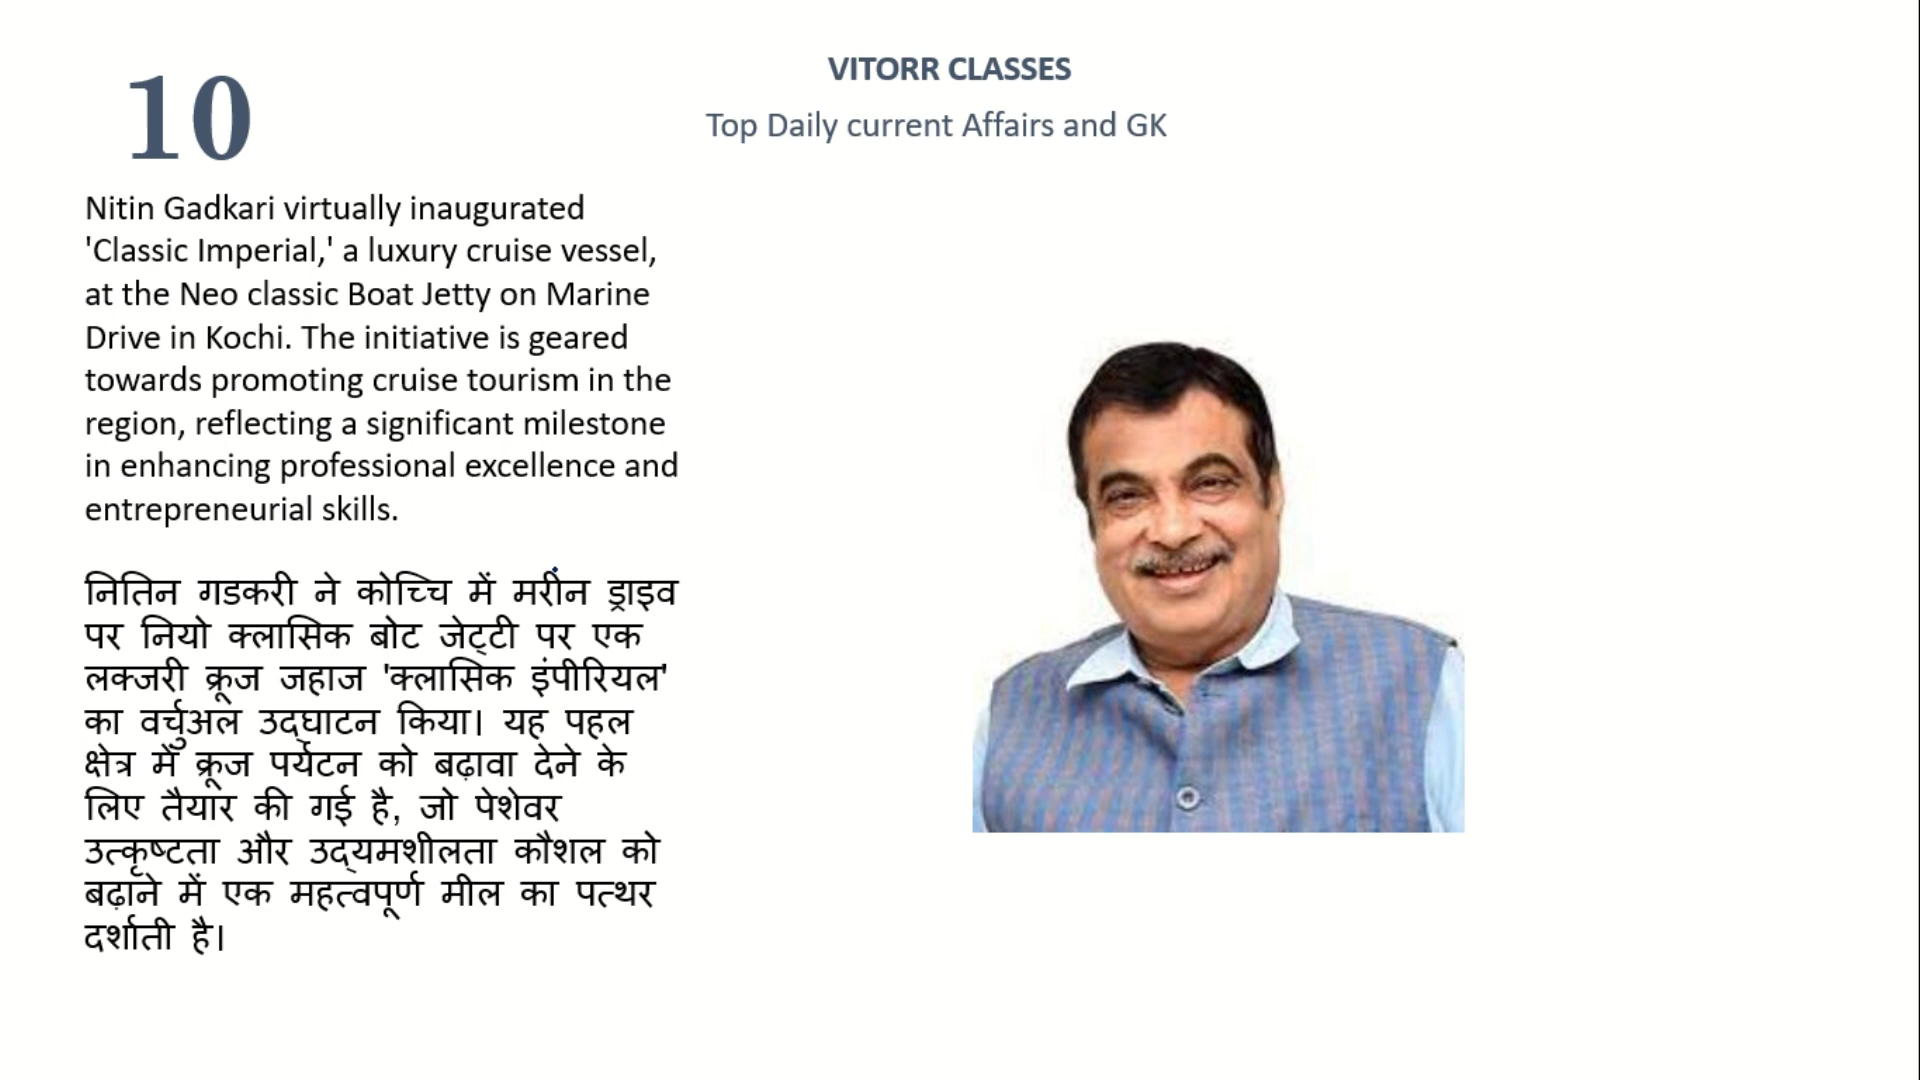 10
VITORR CLASSES
Top Daily current Affairs and GK
Nitin Gadkari virtually inaugurated
'Classic Imperial,' a luxury cruise vessel,
at the Neo classic Boat Jetty on Marine
Drive in Kochi. The initiative is geared
towards promoting cruise tourism in the
region, reflecting a significant milestone
in enhancing professional excellence and
entrepreneurial skills.
नितिन गडकरी ने कोच्चि में मरीन ड्राइव
पर नियो क्लासिक बोट जेट्टी पर एक
लक्जरी क्रूज जहाज 'क्लासिक इंपीरियल'
का वर्चुअल उद्घाटन किया। यह पहल
क्षेत्र में क्रूज पर्यटन को बढ़ावा देने के
लिए तैयार की गई है, जो पेशेवर
उत्कृष्टता और उद्यमशीलता कौशल को
बढ़ाने में एक महत्वपूर्ण मील का पत्थर
दर्शाती है।